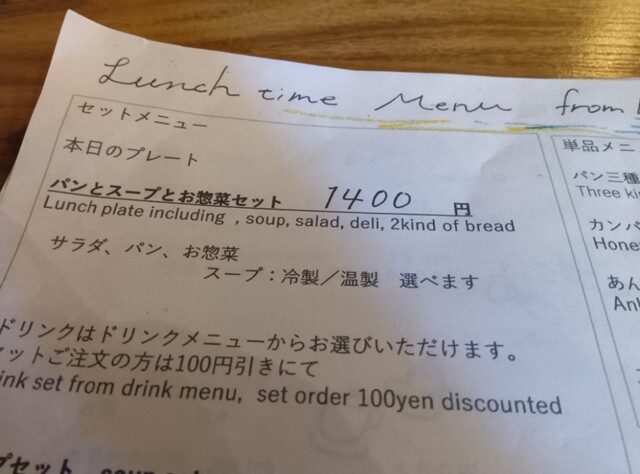 Lunch time Menu from
セットメニュー
本日のプレート
パンとスープとお惣菜セット 1400 円
Lunch plate including , soup, salad, deli, 2kind of bread
サラダ、パン、お惣菜
スープ：冷製／温製 選べます
ドリンクはドリンクメニューからお選びいただけます。
ットご注文の方は100円引きにて
ink set from drink menu, set order 100yen discounted
プセット
単品メニ
パン三種
Three ki
カンパ
Hone
あん